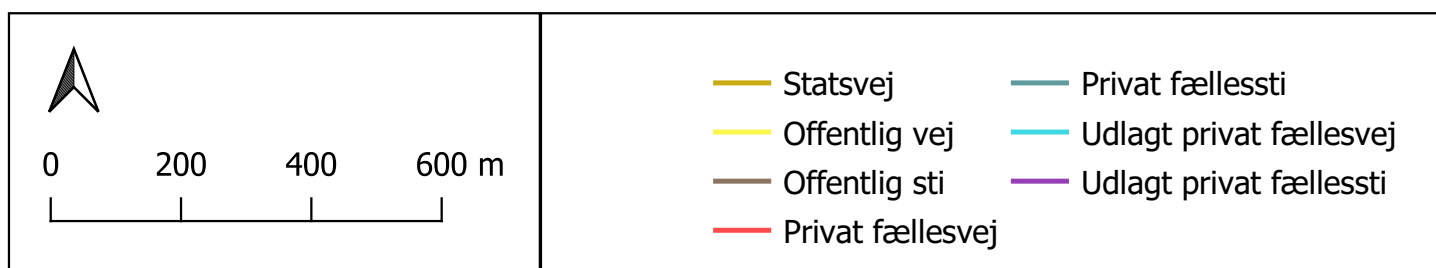 0 200 400 600 m
Statsvej
Offentlig vej
Offentlig sti
Privat fællesvej
Privat fællessti
Udlagt privat fællesvej
Udlagt privat fællessti